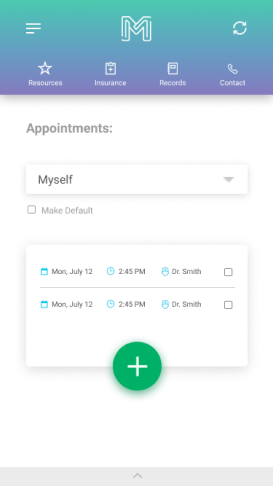 M
Resources Insurance Records Contact
Appointments:
Myself
Make Default
Mon, July 12 2:45 PM Dr. Smith
Mon, July 12 2:45 PM Dr. Smith